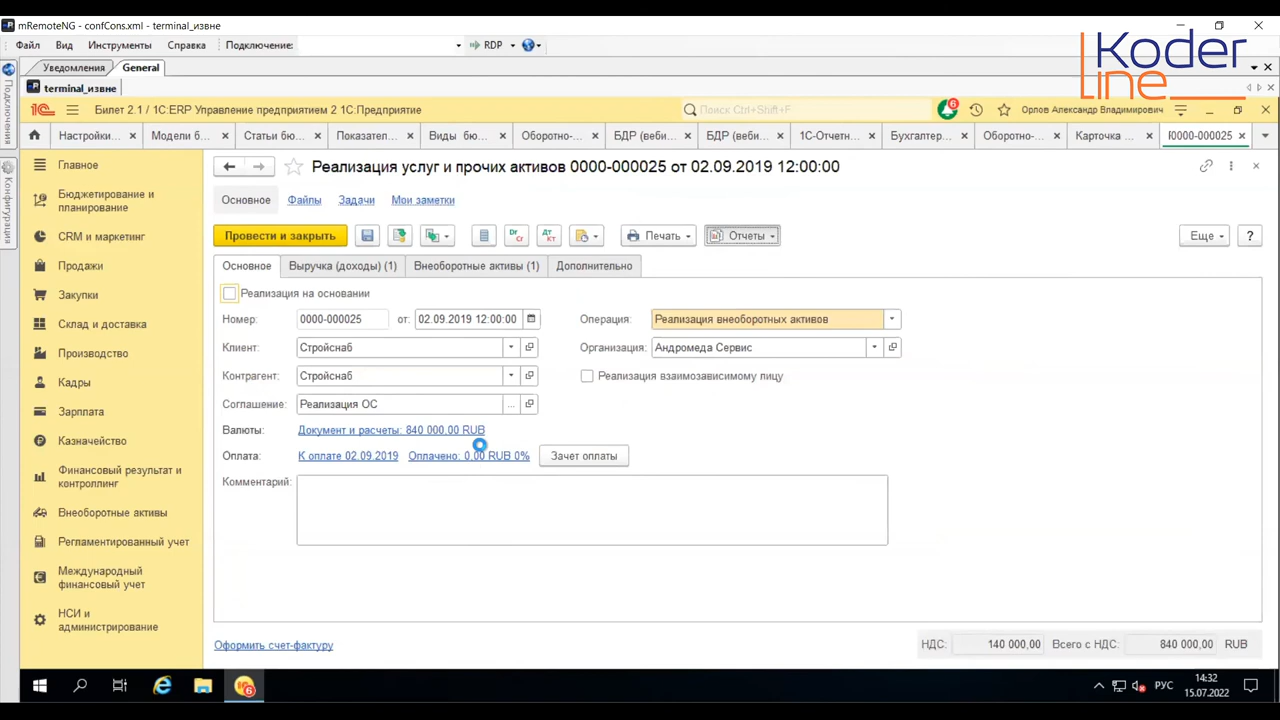 mRemoteNG - confCons.xml - terminal_извне
Файл Вид Инструменты Справка Подключение: RDP
Koder
line
Уведомления General
terminal_извне
Подключения
Конфигурация
1С Билет 2.1 / 1С:ERP Управление предприятием 2 1С:Предприятие Поиск Ctrl+Shift+F 6 Орлов Александр Владимирович
Настройки... Модели б... Статьи бю... Показател... Виды бю... Оборотно-... БДР (веби... БДР (веби... 1С-Отчетн... Бухгалтер... Оборотно-... Карточка ... 0000-000025
Главное
Бюджетирование и
планирование
CRM и маркетинг
Продажи
Закупки
Склад и доставка
Производство
Кадры
Зарплата
Казначейство
Финансовый результат и
контроллинг
Внеоборотные активы
Регламентированный учет
Международный
финансовый учет
НСИ и
администрирование
Реализация услуг и прочих активов 0000-000025 от 02.09.2019 12:00:00
Основное Файлы Задачи Мои заметки
Провести и закрыть Dr Cr Дт Кт Печать Отчеты Еще ?
Основное Выручка (доходы) (1) Внеоборотные активы (1) Дополнительно
Реализация на основании
Номер: 0000-000025 от: 02.09.2019 12:00:00 Операция: Реализация внеоборотных активов
Клиент: Стройснаб Организация: Андромеда Сервис
Контрагент: Стройснаб Реализация взаимозависимому лицу
Соглашение: Реализация ОС ...
Валюты: Документ и расчеты: 840 000.00 RUB
Оплата: К оплате 02.09.2019 Оплачено: 0.00 RUB 0% Зачет оплаты
Комментарий:
Оформить счет-фактуру НДС: 140 000,00 Всего с НДС: 840 000,00 RUB
6 РУС 14:32
15.07.2022